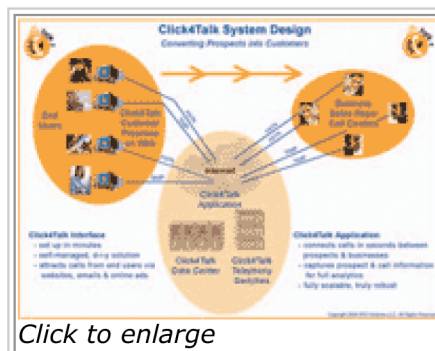 Click4Talk System Design
Converting Prospects into Customers
End
Users
Click4Talk
Customer
on Web
Business
Sales Reps/
Call Centers
Internet
Click4Talk
Application
Click4Talk
Data Center
Click4Talk
Telephony
Switches
Click4Talk Interface
- set up in minutes
- self-managed, d-i-y solution
- attracts calls from end users via
websites, emails & online ads
Click4Talk Application
- connects calls in seconds between
prospects & businesses
- captures prospect & call information
for full analytics
- fully scalable, truly robust
Click to enlarge